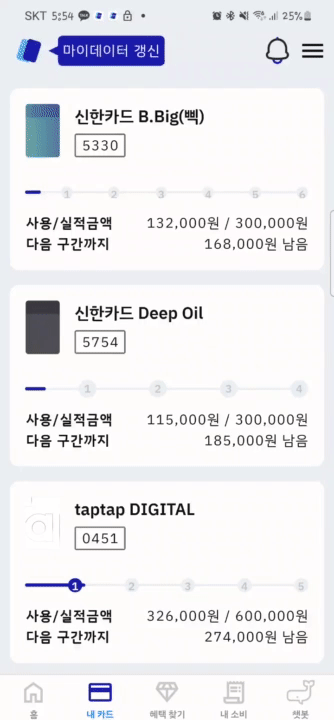 SKT 5:54 25%
마이데이터 갱신
신한카드 B.Big(삑)
5330
1 2 3 4 5 6
사용/실적금액 132,000원 / 300,000원
다음 구간까지 168,000원 남음
신한카드 Deep Oil
5754
1 2 3 4
사용/실적금액 115,000원 / 300,000원
다음 구간까지 185,000원 남음
taptap DIGITAL
0451
1 2 3 4 5
사용/실적금액 326,000원 / 600,000원
다음 구간까지 274,000원 남음
홈 내 카드 혜택 찾기 내 소비 챗봇